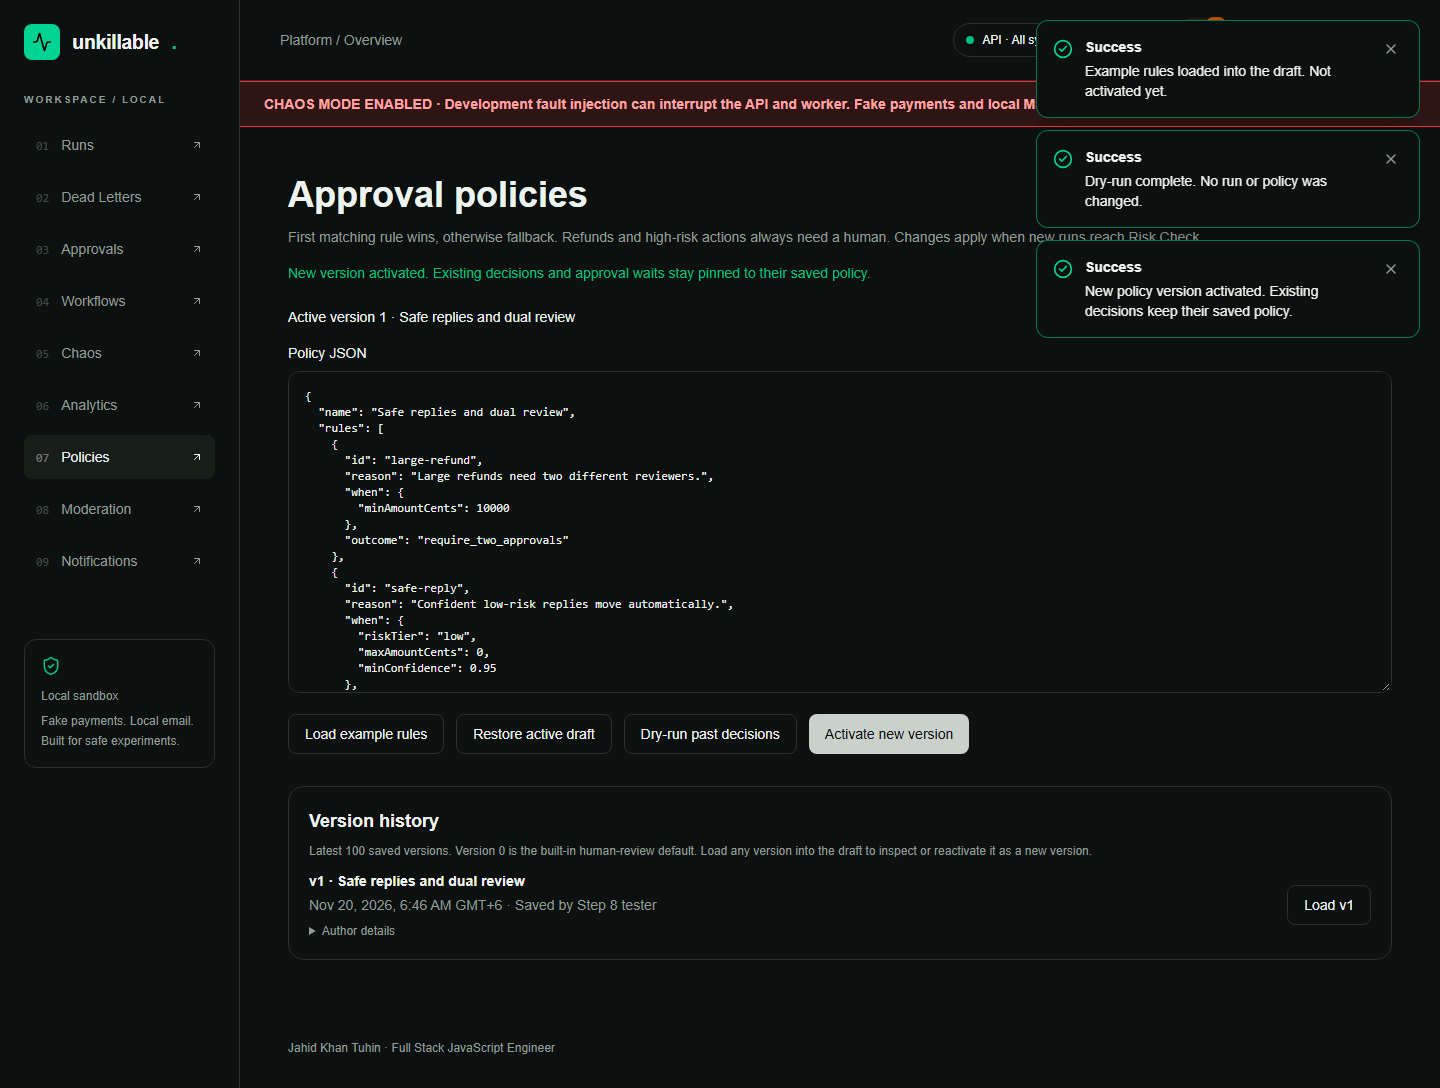 unkillable .
WORKSPACE / LOCAL
01 Runs
02 Dead Letters
03 Approvals
04 Workflows
05 Chaos
06 Analytics
07 Policies
08 Moderation
09 Notifications
Local sandbox
Fake payments. Local email.
Built for safe experiments.
Platform / Overview
API · All
CHAOS MODE ENABLED · Development fault injection can interrupt the API and worker. Fake payments and local
Success
Example rules loaded into the draft. Not
activated yet.
Success
Dry-run complete. No run or policy was
changed.
Success
New policy version activated. Existing
decisions keep their saved policy.
Approval policies
First matching rule wins, otherwise fallback. Refunds and high-risk actions always need a human. Changes apply when new runs reach Risk Check.
New version activated. Existing decisions and approval waits stay pinned to their saved policy.
Active version 1 · Safe replies and dual review
Policy JSON
{
"name": "Safe replies and dual review",
"rules": [
{
"id": "large-refund",
"reason": "Large refunds need two different reviewers.",
"when": {
"minAmountCents": 10000
},
"outcome": "require_two_approvals"
},
{
"id": "safe-reply",
"reason": "Confident low-risk replies move automatically.",
"when": {
"riskTier": "low",
"maxAmountCents": 0,
"minConfidence": 0.95
},
Load example rules
Restore active draft
Dry-run past decisions
Activate new version
Version history
Latest 100 saved versions. Version 0 is the built-in human-review default. Load any version into the draft to inspect or reactivate it as a new version.
v1 · Safe replies and dual review
Nov 20, 2026, 6:46 AM GMT+6 · Saved by Step 8 tester
Author details
Load v1
Jahid Khan Tuhin · Full Stack JavaScript Engineer